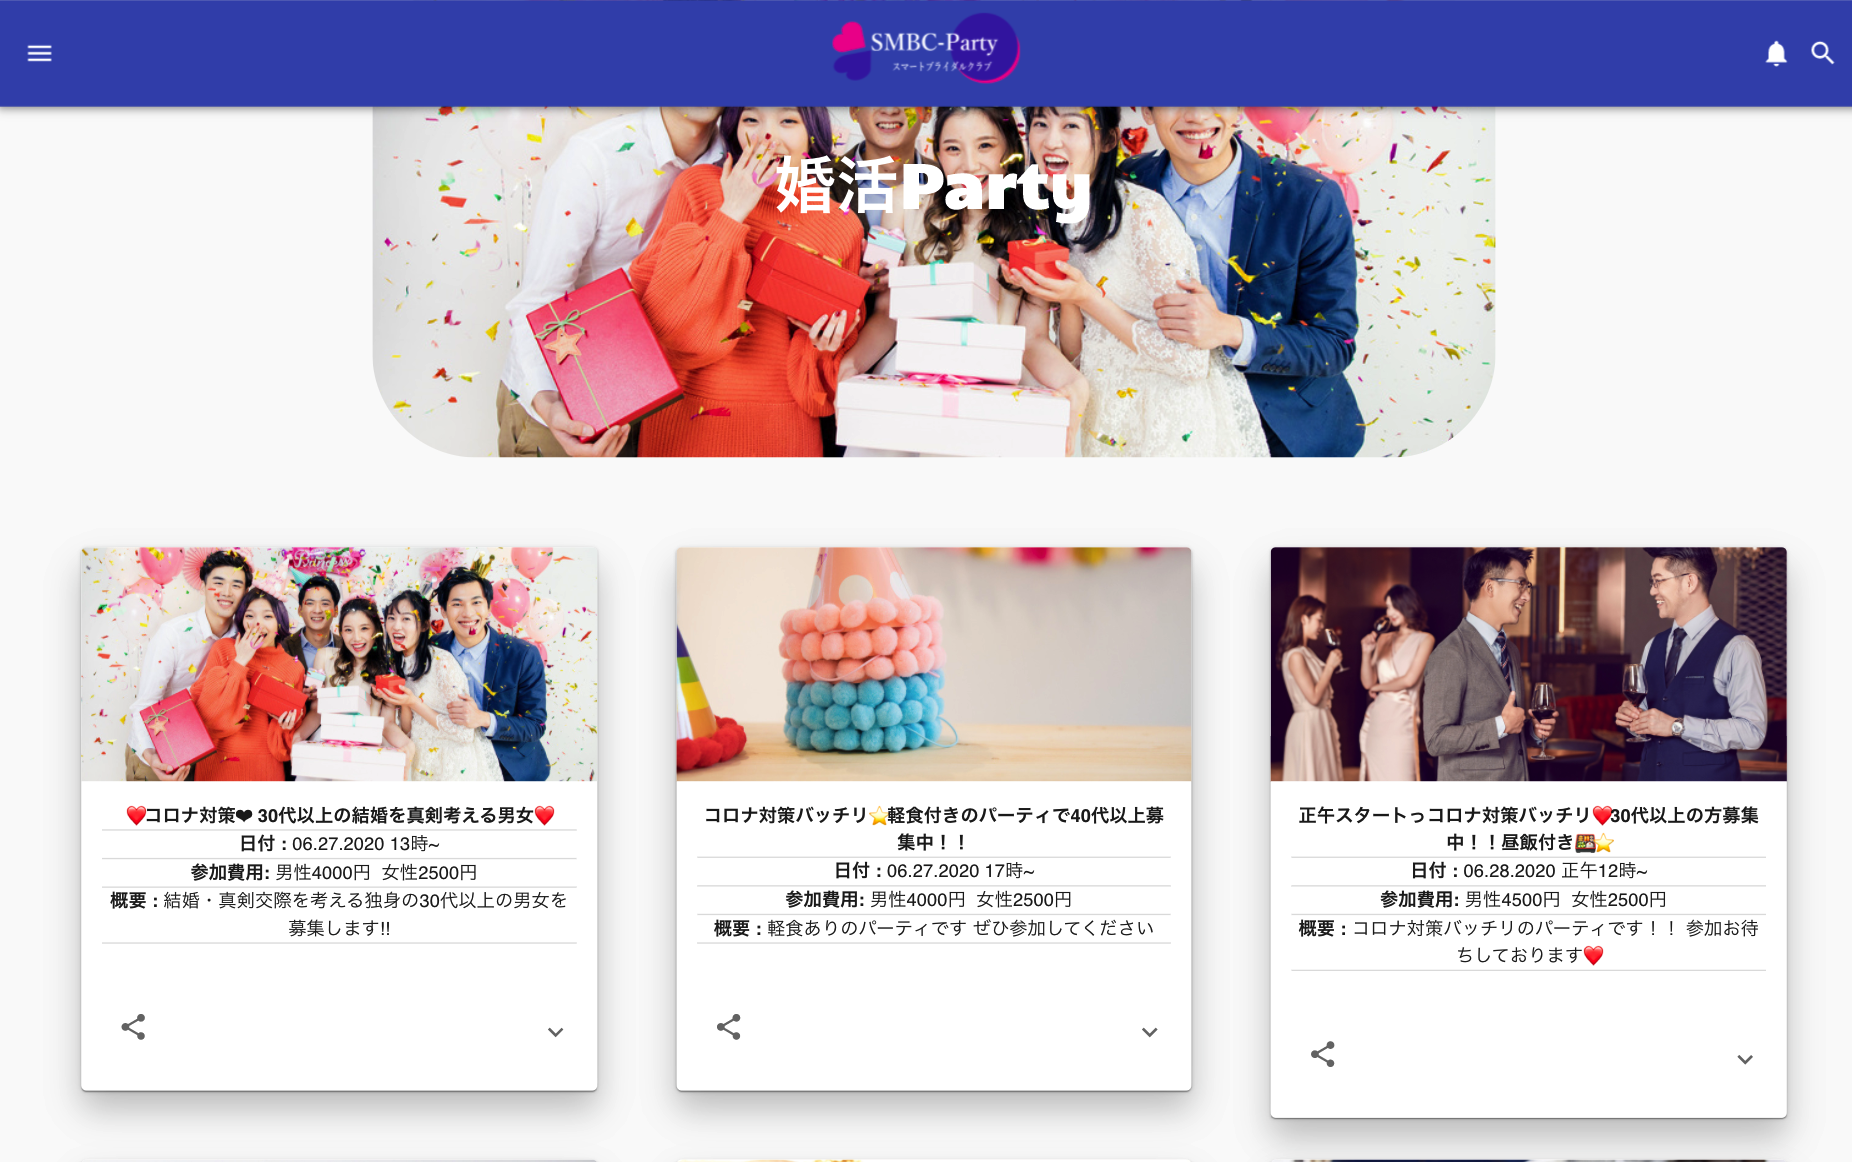 SMBC-Party
スマートブライダルクラブ
婚活Party
Princess
❤️コロナ対策❤ 30代以上の結婚を真剣考える男女❤️
日付 : 06.27.2020 13時~
参加費用: 男性4000円 女性2500円
概要 : 結婚・真剣交際を考える独身の30代以上の男女を
募集します!!
コロナ対策バッチリ⭐軽食付きのパーティで40代以上募
集中！！
日付 : 06.27.2020 17時~
参加費用: 男性4000円 女性2500円
概要 : 軽食ありのパーティです ぜひ参加してください
正午スタートっコロナ対策バッチリ❤️30代以上の方募集
中！！昼飯付き🍱⭐
日付 : 06.28.2020 正午12時~
参加費用: 男性4500円 女性2500円
概要 : コロナ対策バッチリのパーティです！！ 参加お待
ちしております❤️